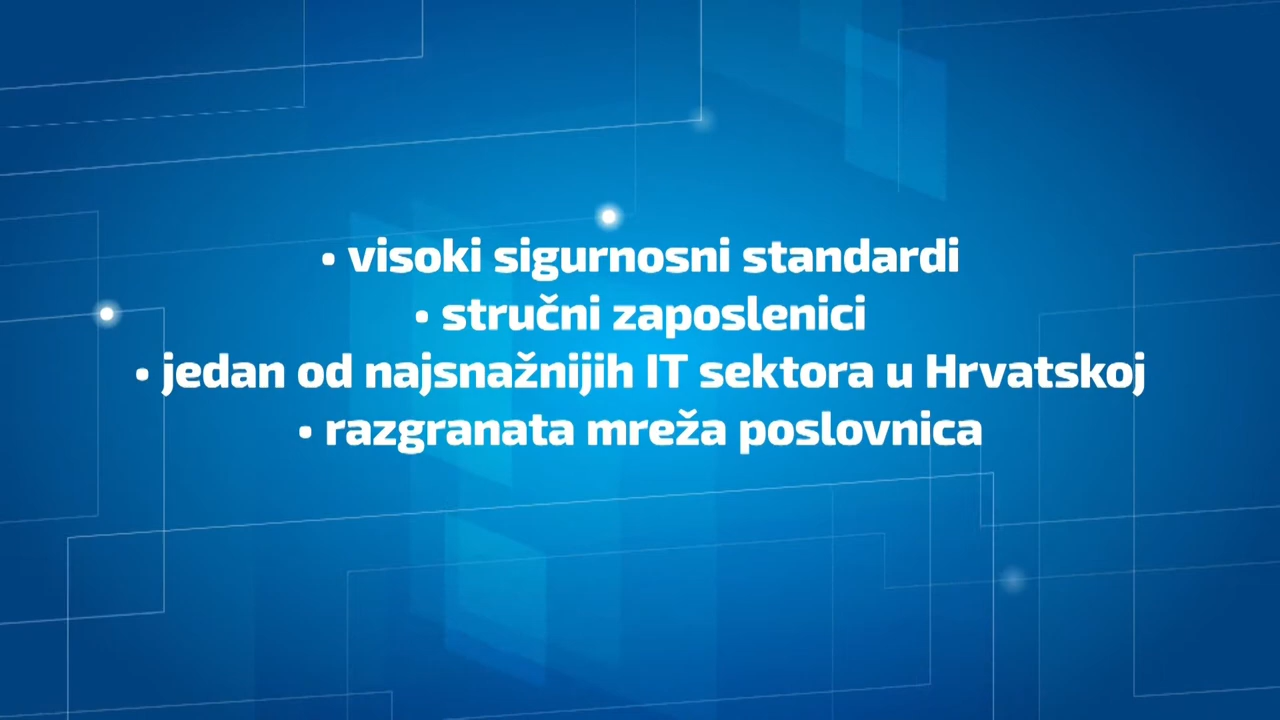 • visoki sigurnosni standardi
• stručni zaposlenici
• jedan od najsnažnijih IT sektora u Hrvatskoj
• razgranata mreža poslovnica